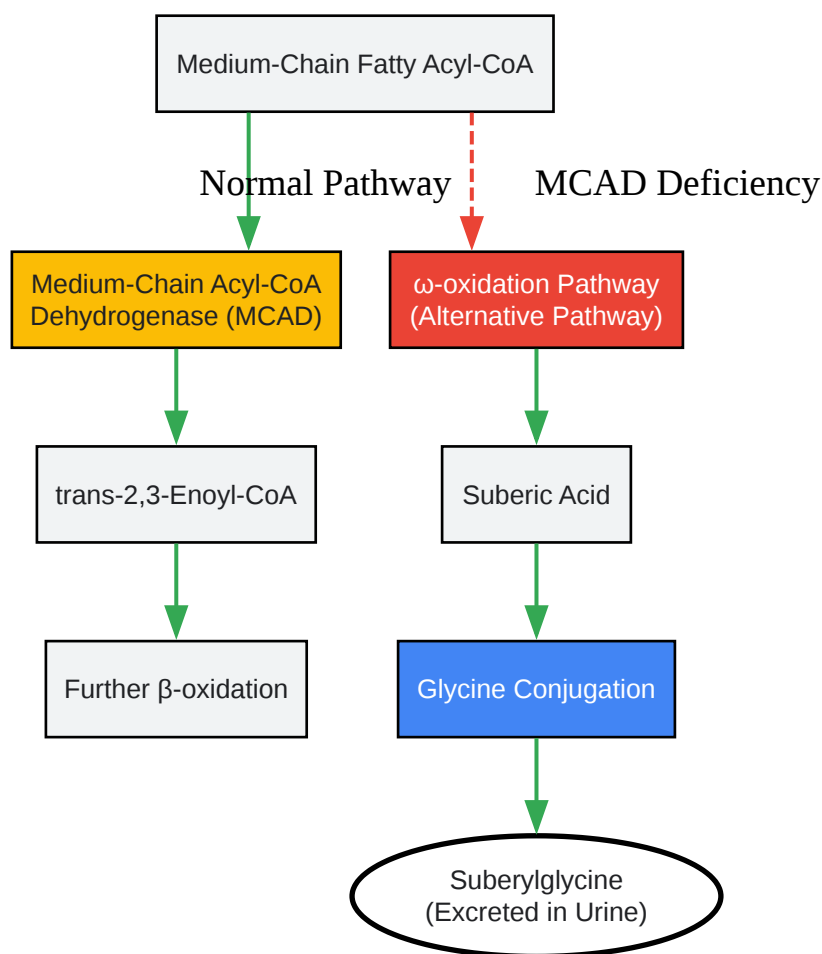 Medium-Chain Fatty Acyl-CoA
Normal Pathway
MCAD Deficiency
Medium-Chain Acyl-CoA
Dehydrogenase (MCAD)
ω-oxidation Pathway
(Alternative Pathway)
trans-2,3-Enoyl-CoA
Suberic Acid
Further β-oxidation
Glycine Conjugation
Suberylglycine
(Excreted in Urine)